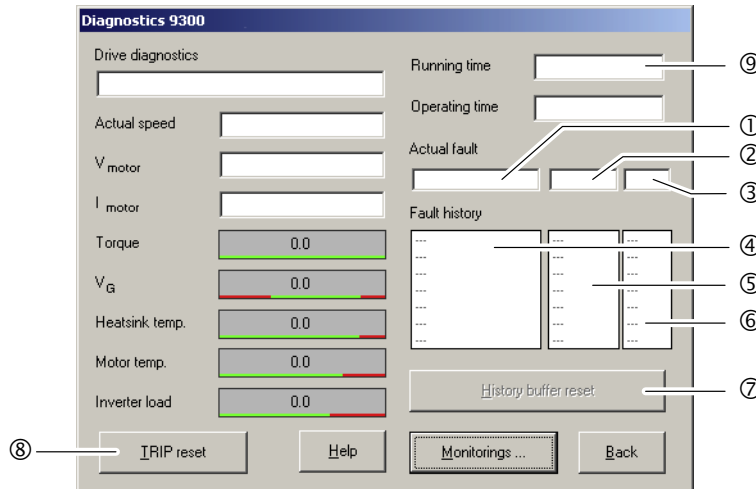 Diagnostics 9300
Drive diagnostics
Actual speed
V motor
I motor
Torque 0.0
VG 0.0
Heatsink temp. 0.0
Motor temp. 0.0
Inverter load 0.0
Running time ⑨
Operating time
Actual fault ① ② ③
Fault history
--- --- --- ④
--- --- ---
--- --- --- ⑤
--- --- ---
--- --- ---
--- --- --- ⑥
--- --- ---
History buffer reset ⑦
⑧ TRIP reset
Help
Monitorings ...
Back